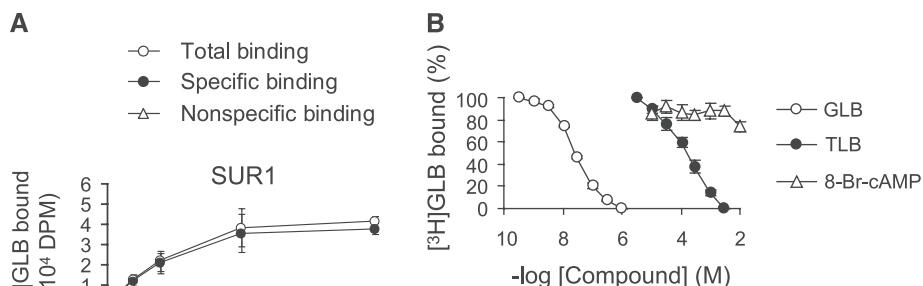 A
Total binding
Specific binding
Nonspecific binding
SUR1
]GLB bound
10⁴ DPM)
6
5
4
3
2
1
B
[³H]GLB bound (%)
100
80
60
40
20
0
10 8 6 4 2
-log [Compound] (M)
GLB
TLB
8-Br-cAMP